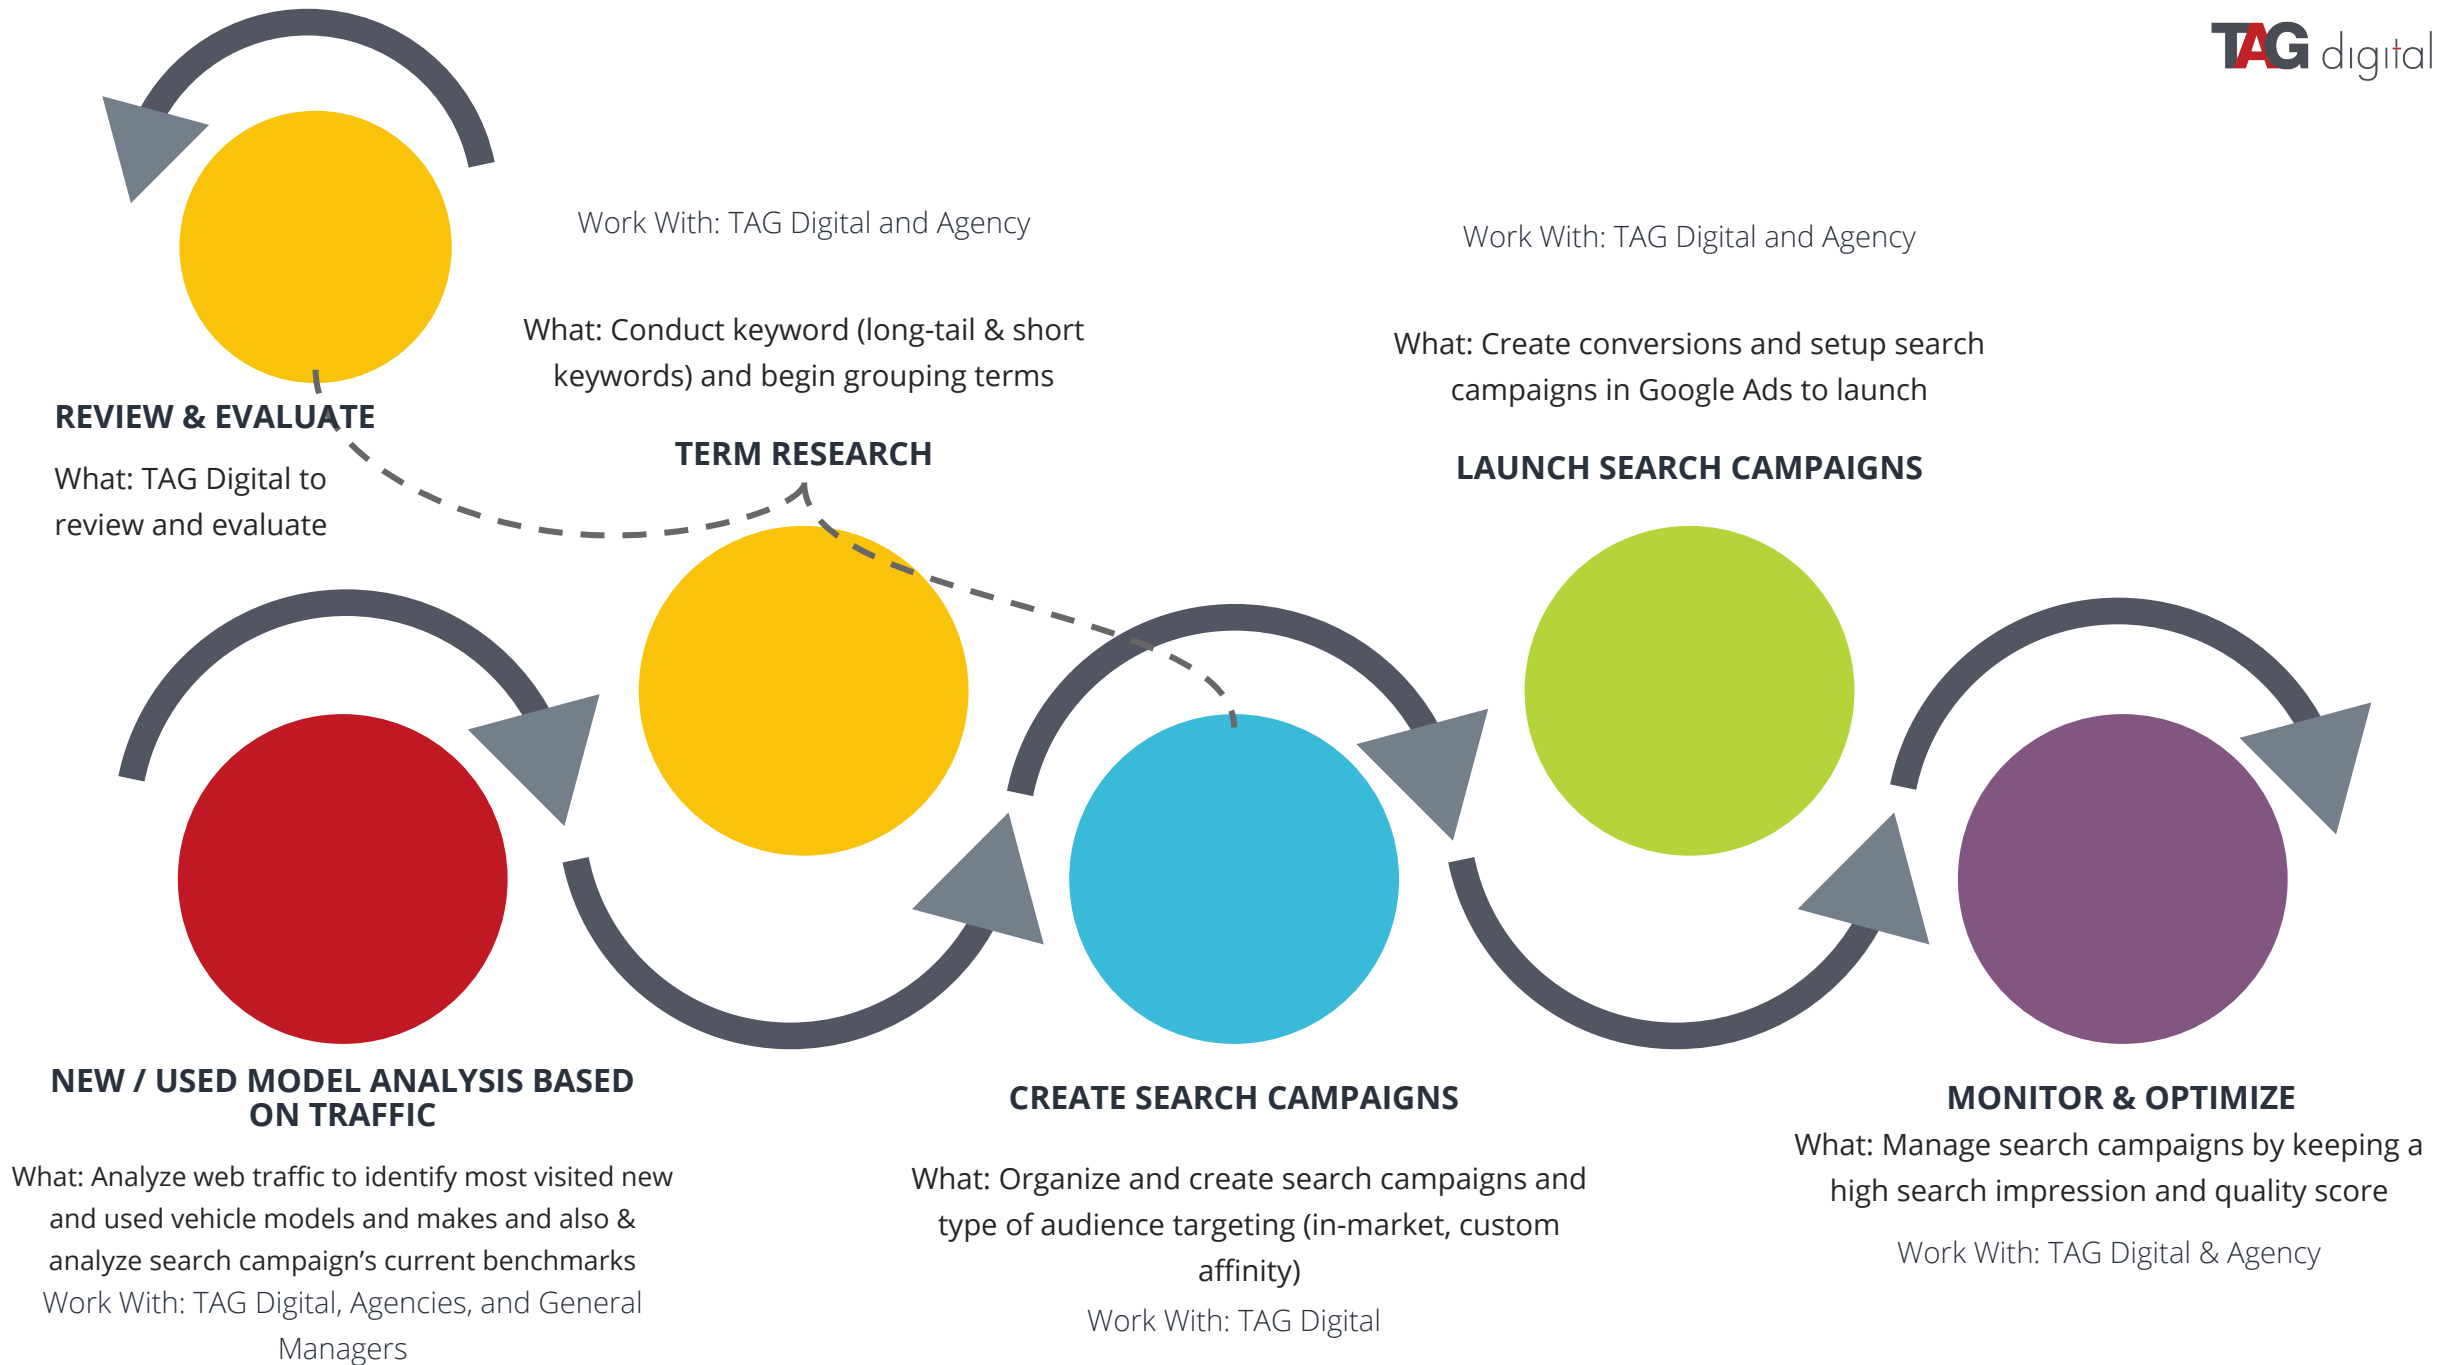 TAG digital
REVIEW & EVALUATE
What: TAG Digital to
review and evaluate
Work With: TAG Digital and Agency
What: Conduct keyword (long-tail & short
keywords) and begin grouping terms
TERM RESEARCH
Work With: TAG Digital and Agency
What: Create conversions and setup search
campaigns in Google Ads to launch
LAUNCH SEARCH CAMPAIGNS
NEW / USED MODEL ANALYSIS BASED
ON TRAFFIC
What: Analyze web traffic to identify most visited new
and used vehicle models and makes and also &
analyze search campaign’s current benchmarks
Work With: TAG Digital, Agencies, and General
Managers
CREATE SEARCH CAMPAIGNS
What: Organize and create search campaigns and
type of audience targeting (in-market, custom
affinity)
Work With: TAG Digital
MONITOR & OPTIMIZE
What: Manage search campaigns by keeping a
high search impression and quality score
Work With: TAG Digital & Agency